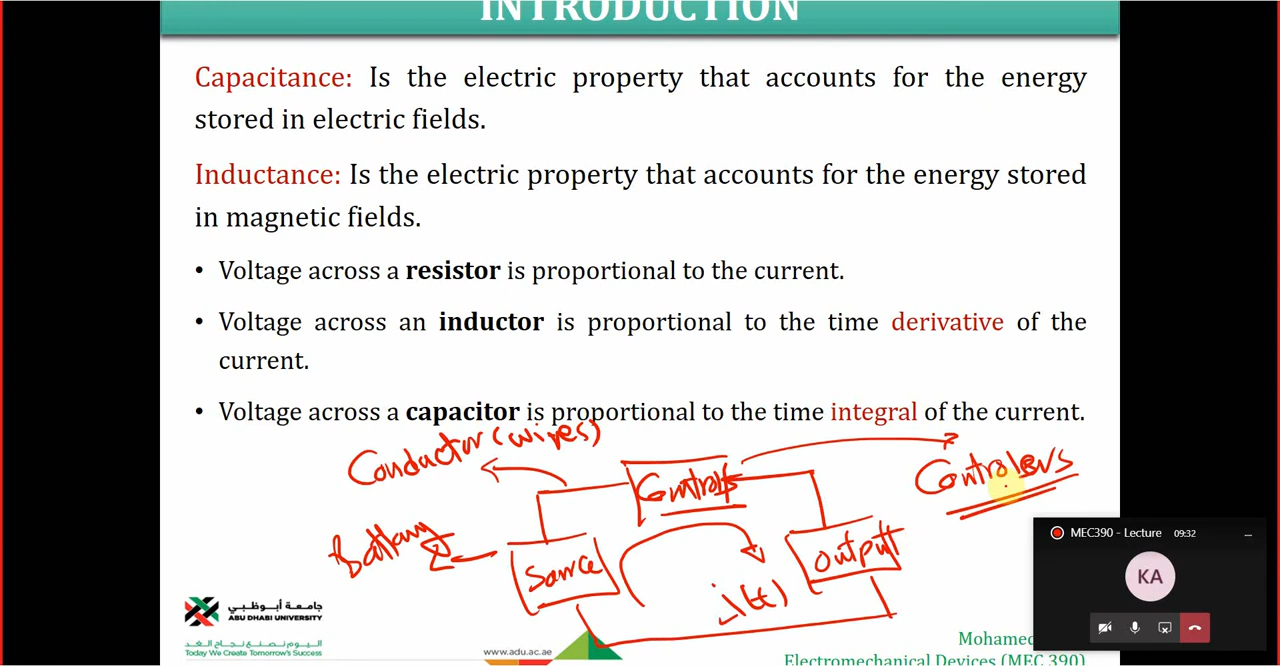 INTRODUCTION
Capacitance: Is the electric property that accounts for the energy
stored in electric fields.
Inductance: Is the electric property that accounts for the energy stored
in magnetic fields.
• Voltage across a resistor is proportional to the current.
• Voltage across an inductor is proportional to the time derivative of the
current.
• Voltage across a capacitor is proportional to the time integral of the current.
Conductor (wires)
Controls
Controlers
Battery
Source
Output
i(t)
MEC390 - Lecture 09:32
KA
جامعة أبوظبي
ABU DHABI UNIVERSITY
اليوم نصنع نجاح الغد
Today We Create Tomorrow's Success
www.adu.ac.ae
Mohamed
Electromechanical Devices (MEC 390)